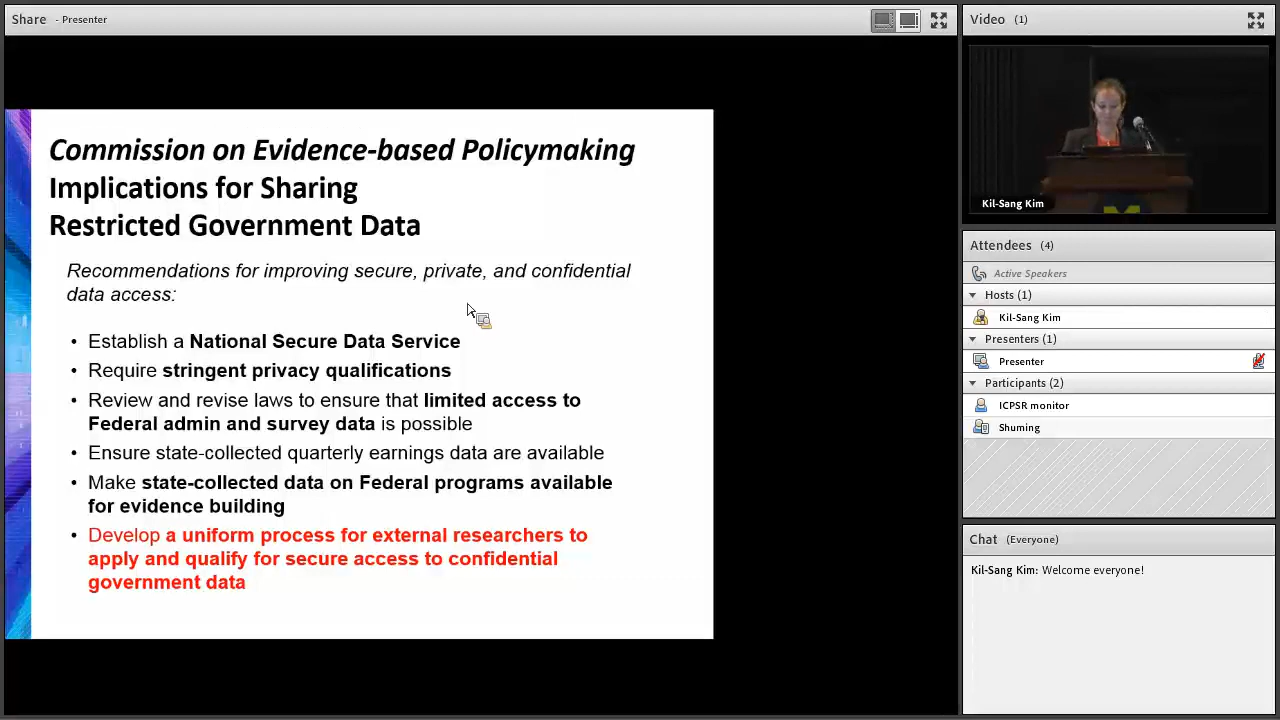 Share - Presenter
Commission on Evidence-based Policymaking
Implications for Sharing
Restricted Government Data
Recommendations for improving secure, private, and confidential
data access:
• Establish a National Secure Data Service
• Require stringent privacy qualifications
• Review and revise laws to ensure that limited access to
Federal admin and survey data is possible
• Ensure state-collected quarterly earnings data are available
• Make state-collected data on Federal programs available
for evidence building
• Develop a uniform process for external researchers to
apply and qualify for secure access to confidential
government data
Video (1)
Kil-Sang Kim
Attendees (4)
Active Speakers
Hosts (1)
Kil-Sang Kim
Presenters (1)
Presenter
Participants (2)
ICPSR monitor
Shuming
Chat (Everyone)
Kil-Sang Kim: Welcome everyone!